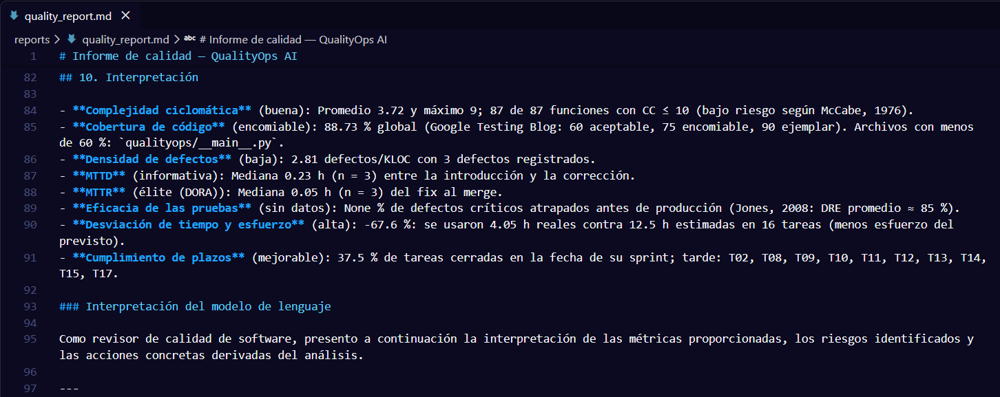 quality_report.md
reports > quality_report.md > abc # Informe de calidad — QualityOps AI
1 # Informe de calidad — QualityOps AI
82 ## 10. Interpretación
83
84 - **Complejidad ciclomática** (buena): Promedio 3.72 y máximo 9; 87 de 87 funciones con CC ≤ 10 (bajo riesgo según McCabe, 1976).
85 - **Cobertura de código** (encomiable): 88.73 % global (Google Testing Blog: 60 aceptable, 75 encomiable, 90 ejemplar). Archivos con menos
de 60 %: `qualityops/__main__.py`.
86 - **Densidad de defectos** (baja): 2.81 defectos/KLOC con 3 defectos registrados.
87 - **MTTD** (informativa): Mediana 0.23 h (n = 3) entre la introducción y la corrección.
88 - **MTTR** (élite (DORA)): Mediana 0.05 h (n = 3) del fix al merge.
89 - **Eficacia de las pruebas** (sin datos): None % de defectos críticos atrapados antes de producción (Jones, 2008: DRE promedio ≈ 85 %).
90 - **Desviación de tiempo y esfuerzo** (alta): -67.6 %: se usaron 4.05 h reales contra 12.5 h estimadas en 16 tareas (menos esfuerzo del
previsto).
91 - **Cumplimiento de plazos** (mejorable): 37.5 % de tareas cerradas en la fecha de su sprint; tarde: T02, T08, T09, T10, T11, T12, T13, T14,
T15, T17.
92
93 ### Interpretación del modelo de lenguaje
94
95 Como revisor de calidad de software, presento a continuación la interpretación de las métricas proporcionadas, los riesgos identificados y
las acciones concretas derivadas del análisis.
96
97 ---